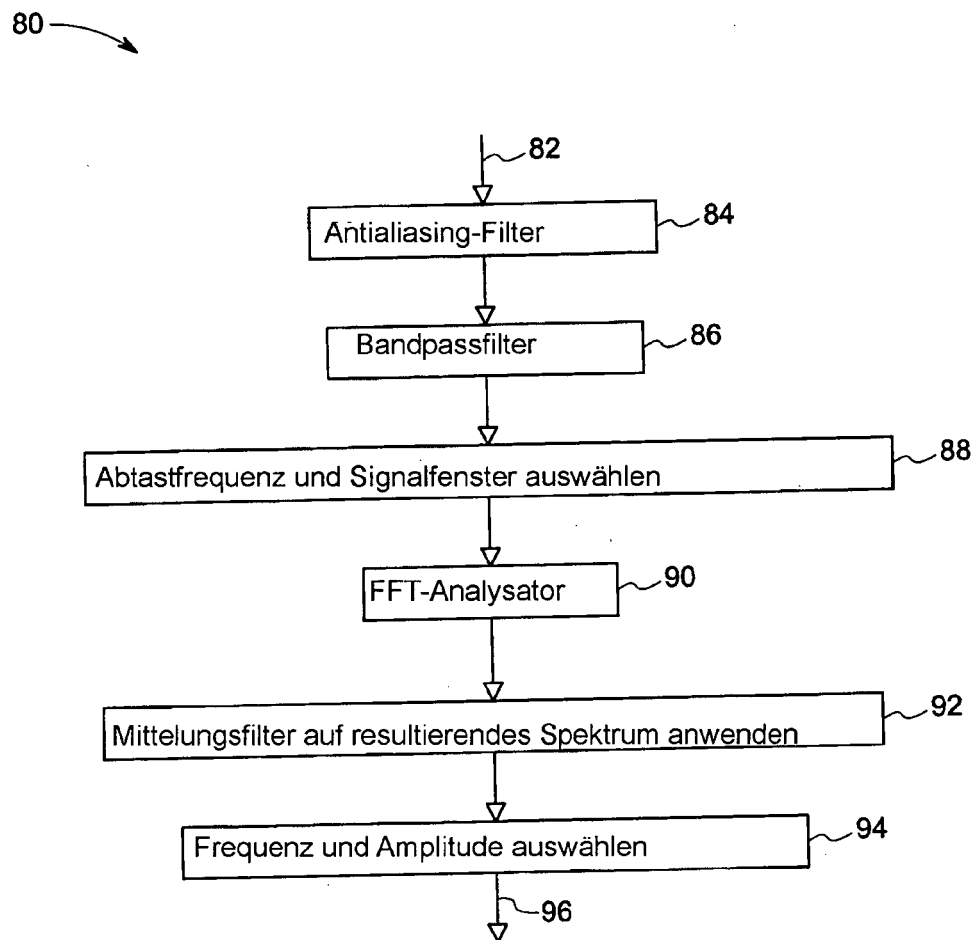 80
82
Antialiasing-Filter
84
Bandpassfilter
86
Abtastfrequenz und Signalfenster auswählen
88
FFT-Analysator
90
Mittelungsfilter auf resultierendes Spektrum anwenden
92
Frequenz und Amplitude auswählen
94
96